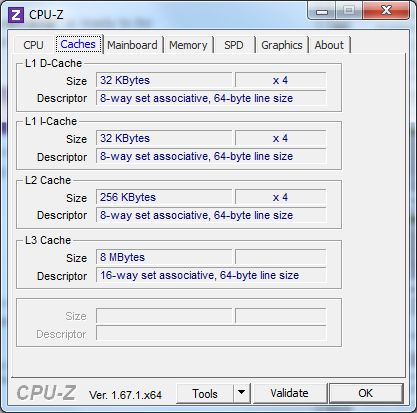 Z CPU-Z
CPU Caches Mainboard Memory SPD Graphics About
L1 D-Cache
Size 32 KBytes x 4
Descriptor 8-way set associative, 64-byte line size
L1 I-Cache
Size 32 KBytes x 4
Descriptor 8-way set associative, 64-byte line size
L2 Cache
Size 256 KBytes x 4
Descriptor 8-way set associative, 64-byte line size
L3 Cache
Size 8 MBytes
Descriptor 16-way set associative, 64-byte line size
Size
Descriptor
CPU-Z Ver. 1.67.1.x64 Tools Validate OK